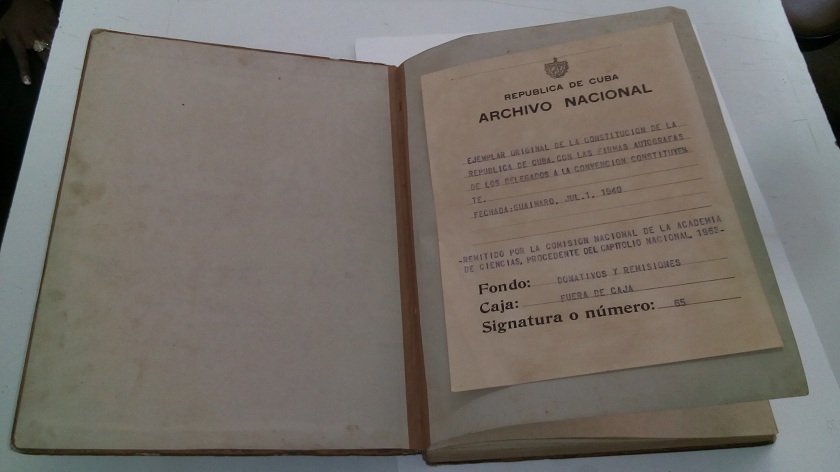 REPUBLICA DE CUBA
ARCHIVO NACIONAL
EJEMPLAR ORIGINAL DE LA CONSTITUCION DE LA
REPUBLICA DE CUBA, CON LAS FIRMAS AUTOGRAFAS
DE LOS DELEGADOS A LA CONVENCION CONSTITUYEN
TE.
FECHADA:GUAIMARO, JUL.1, 1940
-REMITIDO POR LA COMISION NACIONAL DE LA ACADEMIA
DE CIENCIAS, PROCEDENTE DEL CAPITOLIO NACIONAL, 1963-
Fondo: DONATIVOS Y REMISIONES
Caja: FUERA DE CAJA
Signatura o número: 65